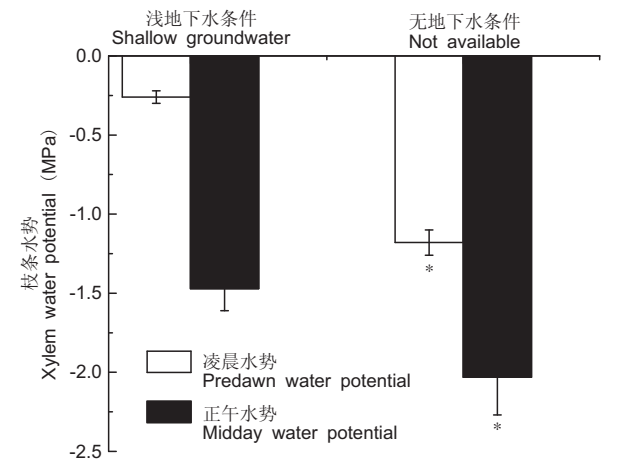 浅地下水条件
Shallow groundwater
无地下水条件
Not available
0.0
-0.5
-1.0
-1.5
-2.0
-2.5
枝条水势
Xylem water potential (MPa)
*
*
凌晨水势
Predawn water potential
正午水势
Midday water potential